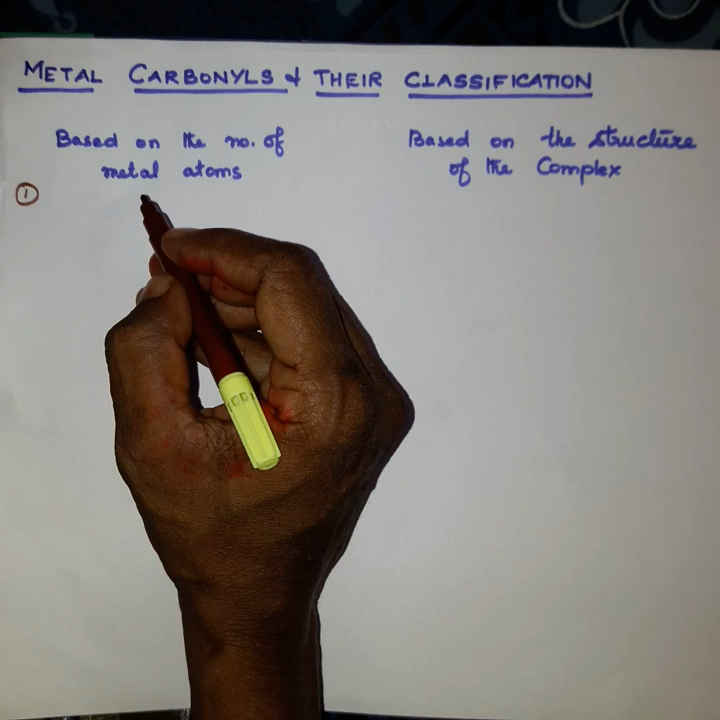 METAL CARBONYLS & THEIR CLASSIFICATION
Based on the no. of
metal atoms
Based on the structure
of the Complex
1